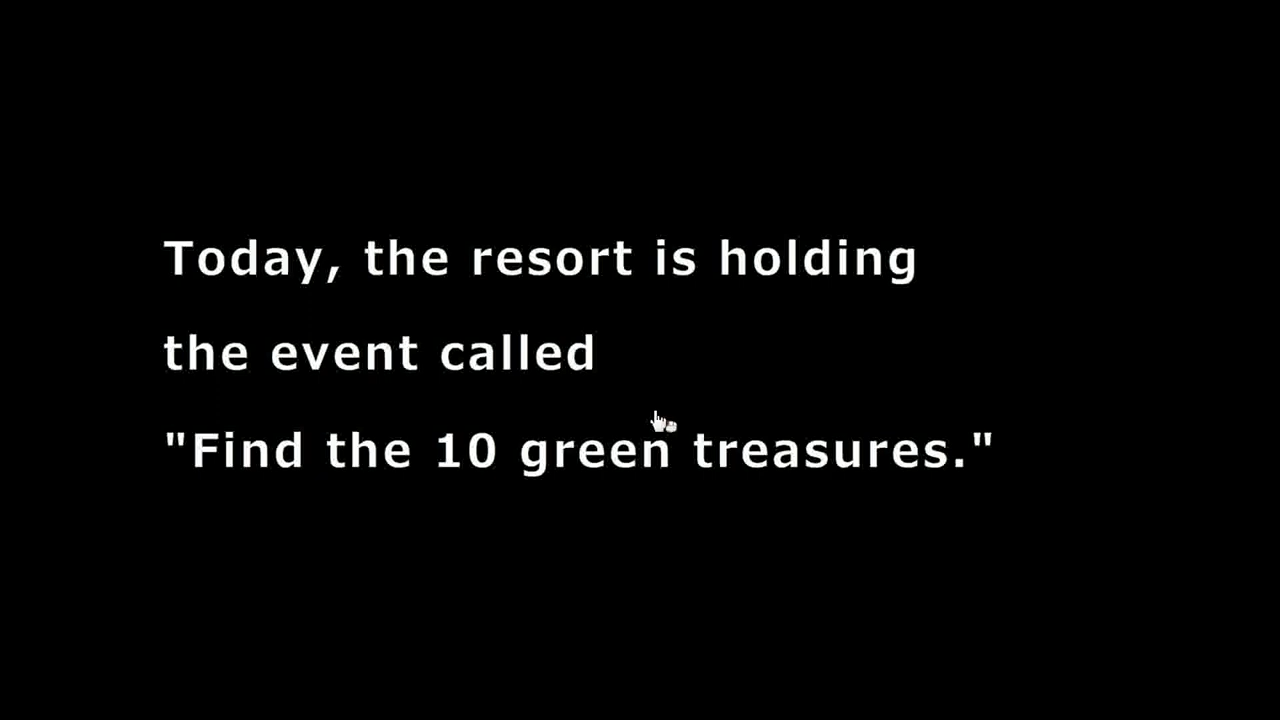 Today, the resort is holding
the event called
"Find the 10 green treasures."